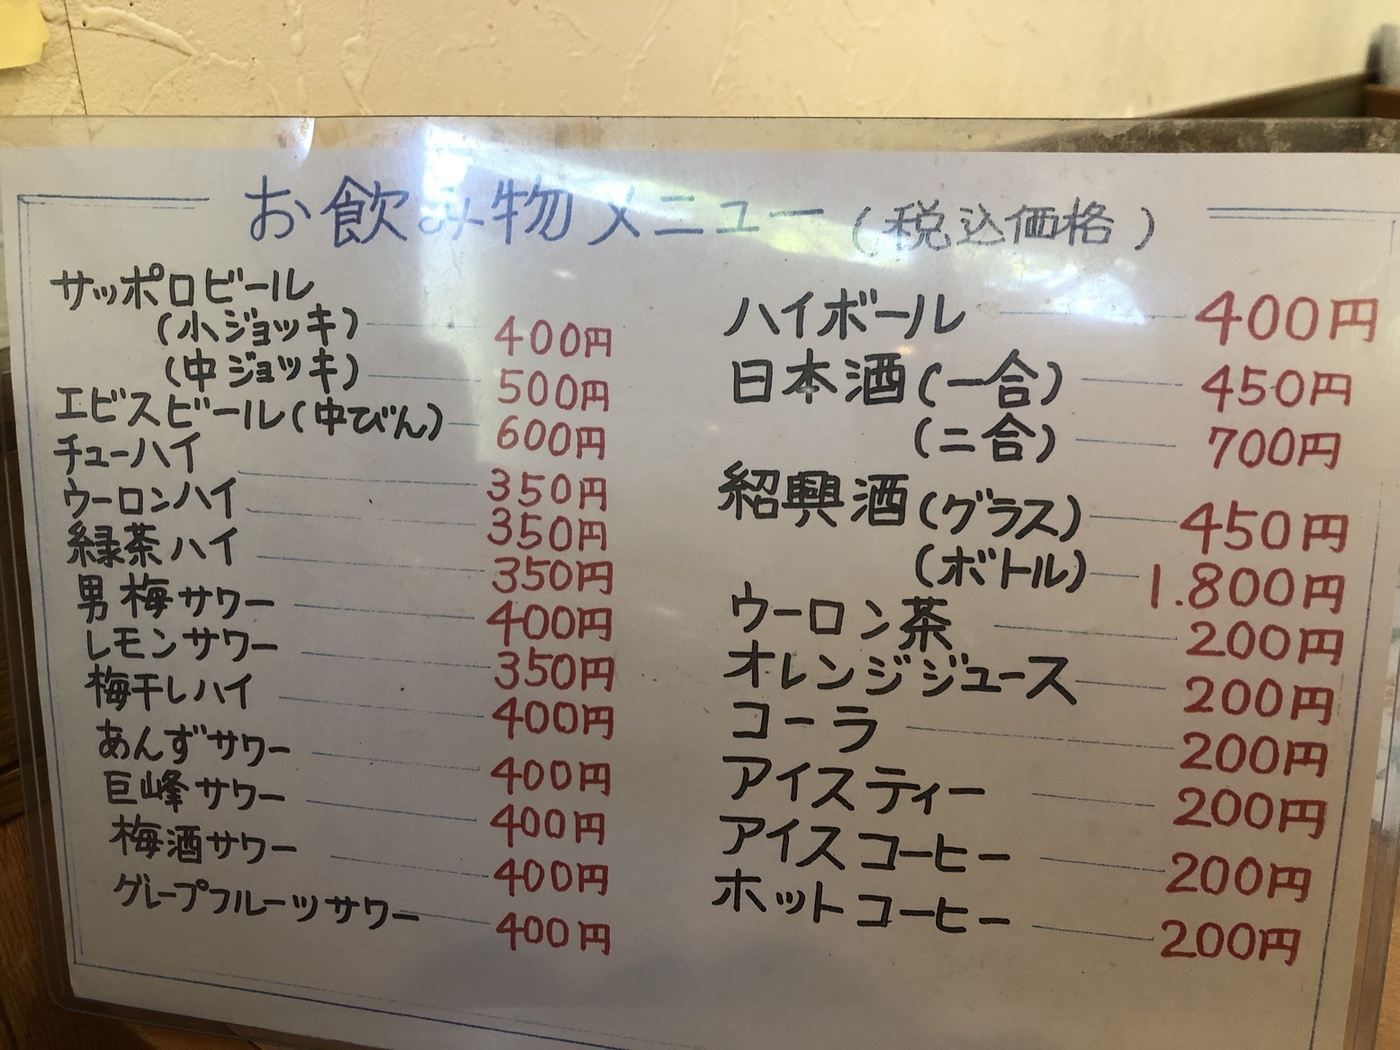 お飲み物メニュー(税込価格)
サッポロビール
(小ジョッキ) 400円
(中ジョッキ) 500円
エビスビール(中びん) 600円
チューハイ 350円
ウーロンハイ 350円
緑茶ハイ 350円
男梅サワー 400円
レモンサワー 350円
梅干しハイ 400円
あんずサワー 400円
巨峰サワー 400円
梅酒サワー 400円
グレープフルーツサワー 400円
ハイボール 400円
日本酒(一合) 450円
(二合) 700円
紹興酒(グラス) 450円
(ボトル) 1.800円
ウーロン茶 200円
オレンジジュース 200円
コーラ 200円
アイスティー 200円
アイスコーヒー 200円
ホットコーヒー 200円